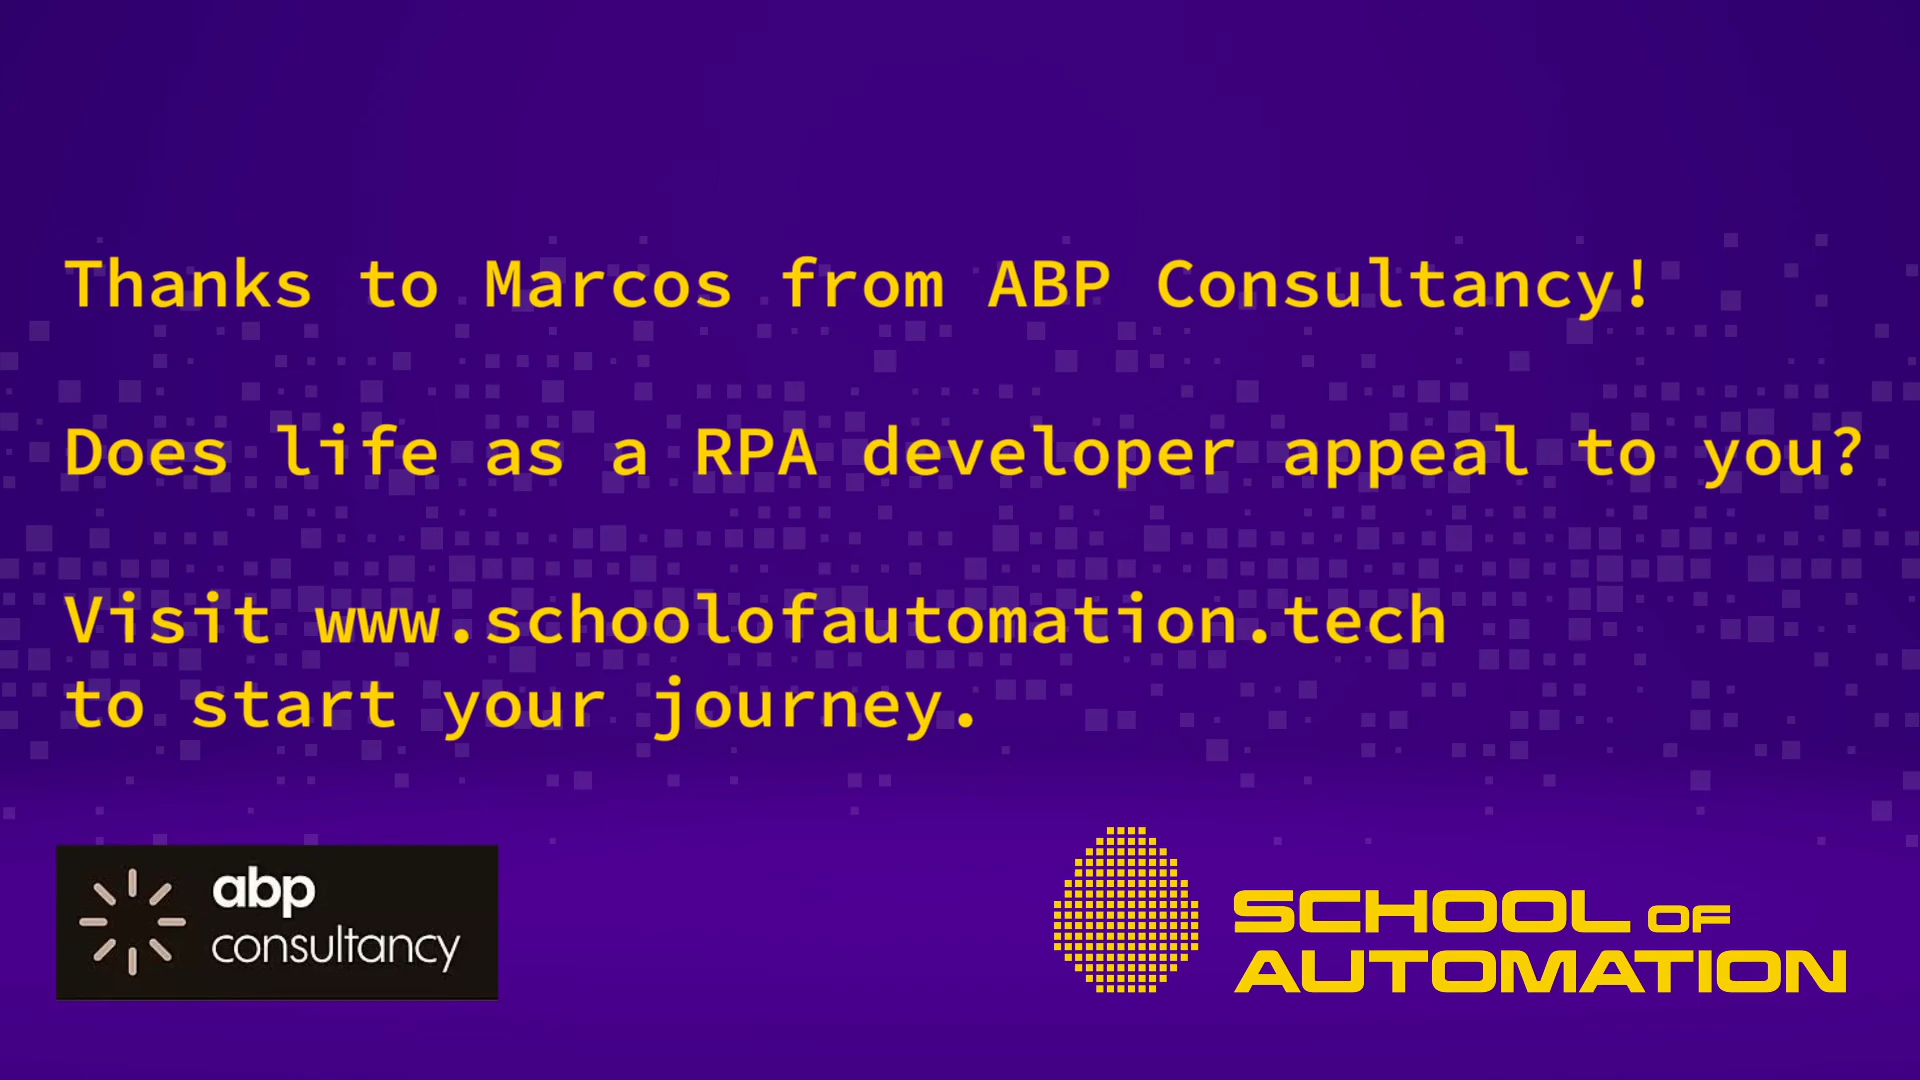 Thanks to Marcos from ABP Consultancy!
Does life as a RPA developer appeal to you?
Visit www.schoolofautomation.tech
to start your journey.
abp
consultancy
SCHOOL OF
AUTOMATION